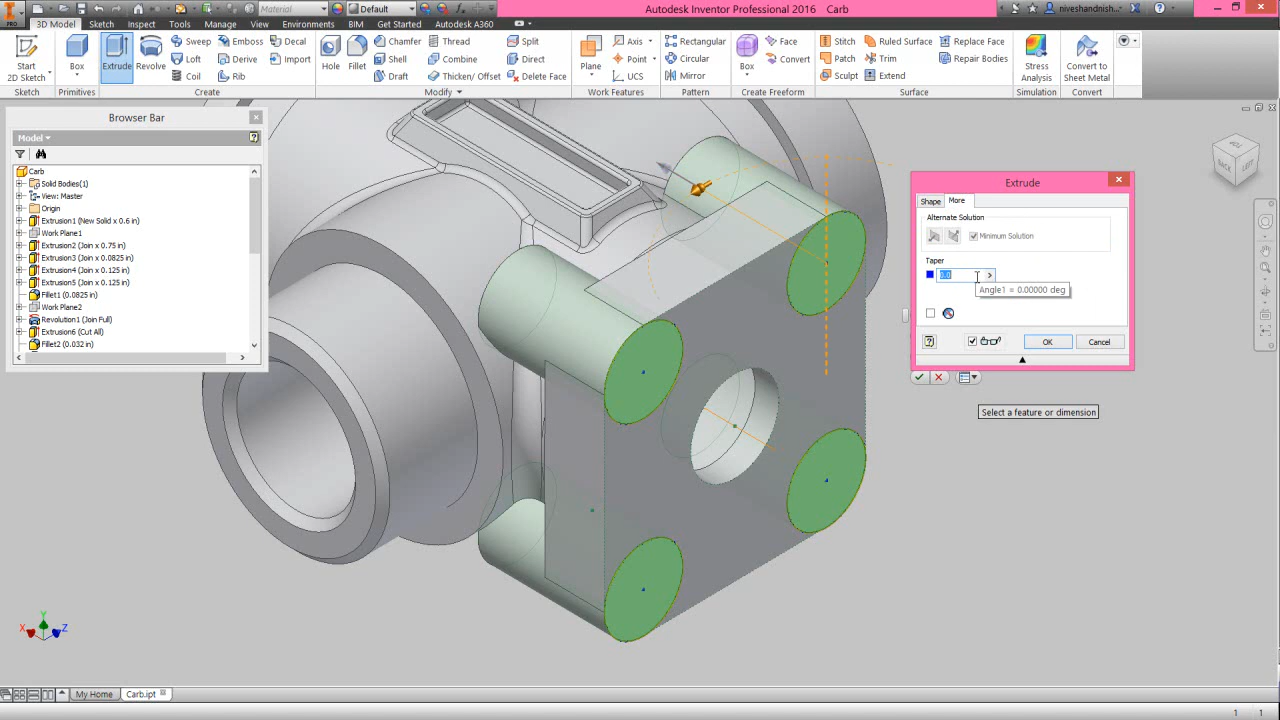 Material
Default
Autodesk Inventor Professional 2016 Carb
niveshandnish...
PRO
3D Model Sketch Inspect Tools Manage View Environments BIM Get Started Autodesk A360
Start
2D Sketch
Box
Extrude
Revolve
Sweep
Loft
Coil
Emboss
Derive
Rib
Decal
Import
Hole
Fillet
Chamfer
Shell
Draft
Thread
Combine
Thicken/ Offset
Split
Direct
Delete Face
Plane
Axis
Point
UCS
Rectangular
Circular
Mirror
Box
Face
Convert
Stitch
Patch
Sculpt
Ruled Surface
Trim
Extend
Replace Face
Repair Bodies
Stress
Analysis
Convert to
Sheet Metal
Sketch Primitives Create Modify Work Features Pattern Create Freeform Surface Simulation Convert
Browser Bar
Model
Carb
Solid Bodies(1)
View: Master
Origin
Extrusion1 (New Solid x 0.6 in)
Work Plane1
Extrusion2 (Join x 0.75 in)
Extrusion3 (Join x 0.0825 in)
Extrusion4 (Join x 0.125 in)
Extrusion5 (Join x 0.125 in)
Fillet1 (0.0825 in)
Work Plane2
Revolution1 (Join Full)
Extrusion6 (Cut All)
Fillet2 (0.032 in)
BACK
LEFT
Extrude
Shape More
Alternate Solution
Minimum Solution
Taper
0.0
Angle1 = 0.00000 deg
OK Cancel
Select a feature or dimension
Y
X
Z
My Home Carb.ipt
1 1